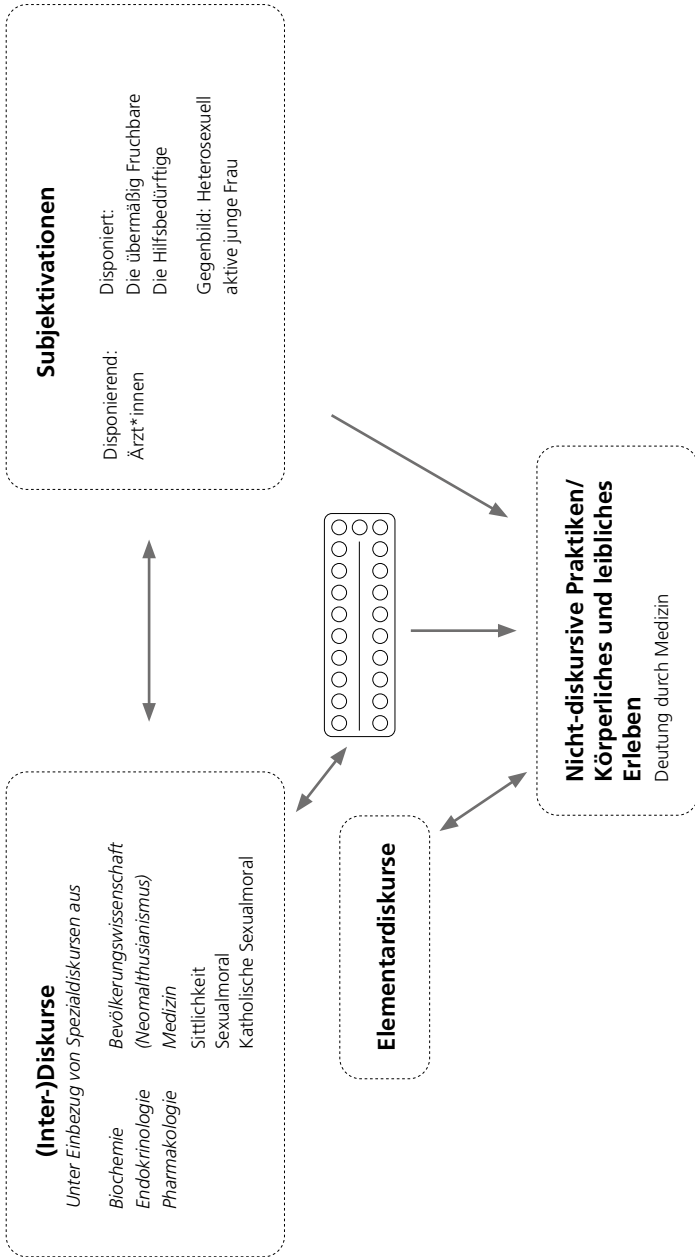 (Inter-)Diskurse
Unter Einbezug von Spezialdiskursen aus
Biochemie
Endokrinologie
Pharmakologie
Bevölkerungswissenschaft
(Neomalthusianismus)
Medizin
Sittlichkeit
Sexualmoral
Katholische Sexualmoral
Subjektivationen
Disponierend:
Ärzt*innen
Disponiert:
Die übermäßig Fruchbare
Die Hilfsbedürftige
Gegenbild: Heterosexuell
aktive junge Frau
Elementardiskurse
Nicht-diskursive Praktiken/
Körperliches und leibliches
Erleben
Deutung durch Medizin